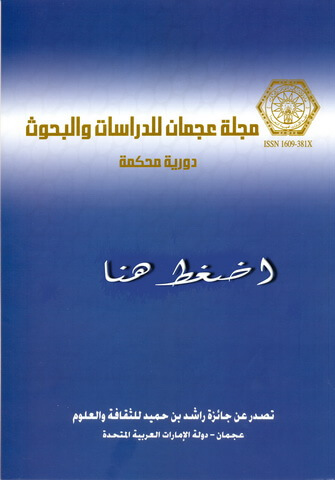 مجلة عجمان للدراسات والبحوث
ISSN 1609-381X
دورية محكمة
اضغط هنا
تصدر عن جائزة راشد بن حميد للثقافة والعلوم
عجمان - دولة الإمارات العربية المتحدة